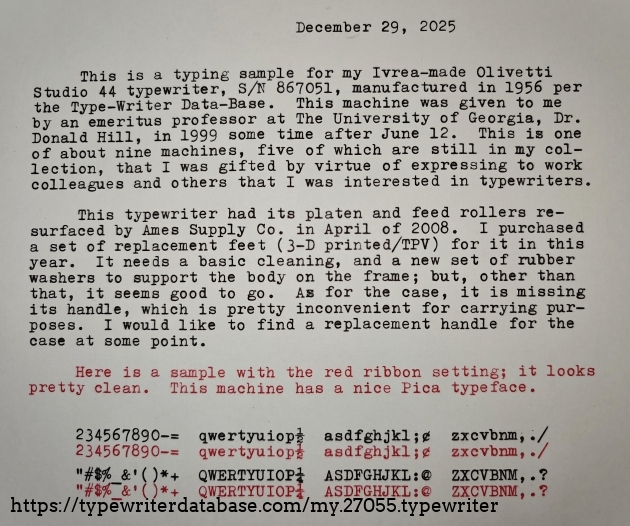 December 29, 2025
This is a typing sample for my Ivrea-made Olivetti
Studio 44 typewriter, S/N 867051, manufactured in 1956 per
the Type-Writer Data-Base. This machine was given to me
by an emeritus professor at The University of Georgia, Dr.
Donald Hill, in 1999 some time after June 12. This is one
of about nine machines, five of which are still in my col-
lection, that I was gifted by virtue of expressing to work
colleagues and others that I was interested in typewriters.
This typewriter had its platen and feed rollers re-
surfaced by Ames Supply Co. in April of 2008. I purchased
a set of replacement feet (3-D printed/TPV) for it in this
year. It needs a basic cleaning, and a new set of rubber
washers to support the body on the frame; but, other than
that, it seems good to go. As for the case, it is missing
its handle, which is pretty inconvenient for carrying pur-
poses. I would like to find a replacement handle for the
case at some point.
Here is a sample with the red ribbon setting; it looks
pretty clean. This machine has a nice Pica typeface.
234567890-= qwertyuiop½ asdfghjkl;¢ zxcvbnm,./
234567890-= qwertyuiop½ asdfghjkl;¢ zxcvbnm,./
"#$%_&'()*+ QWERTYUIOP¼ ASDFGHJKL:@ ZXCVBNM,.?
"#$%_&'()*+ QWERTYUIOP¼ ASDFGHJKL:@ ZXCVBNM,.?
https://typewriterdatabase.com/my.27055.typewriter